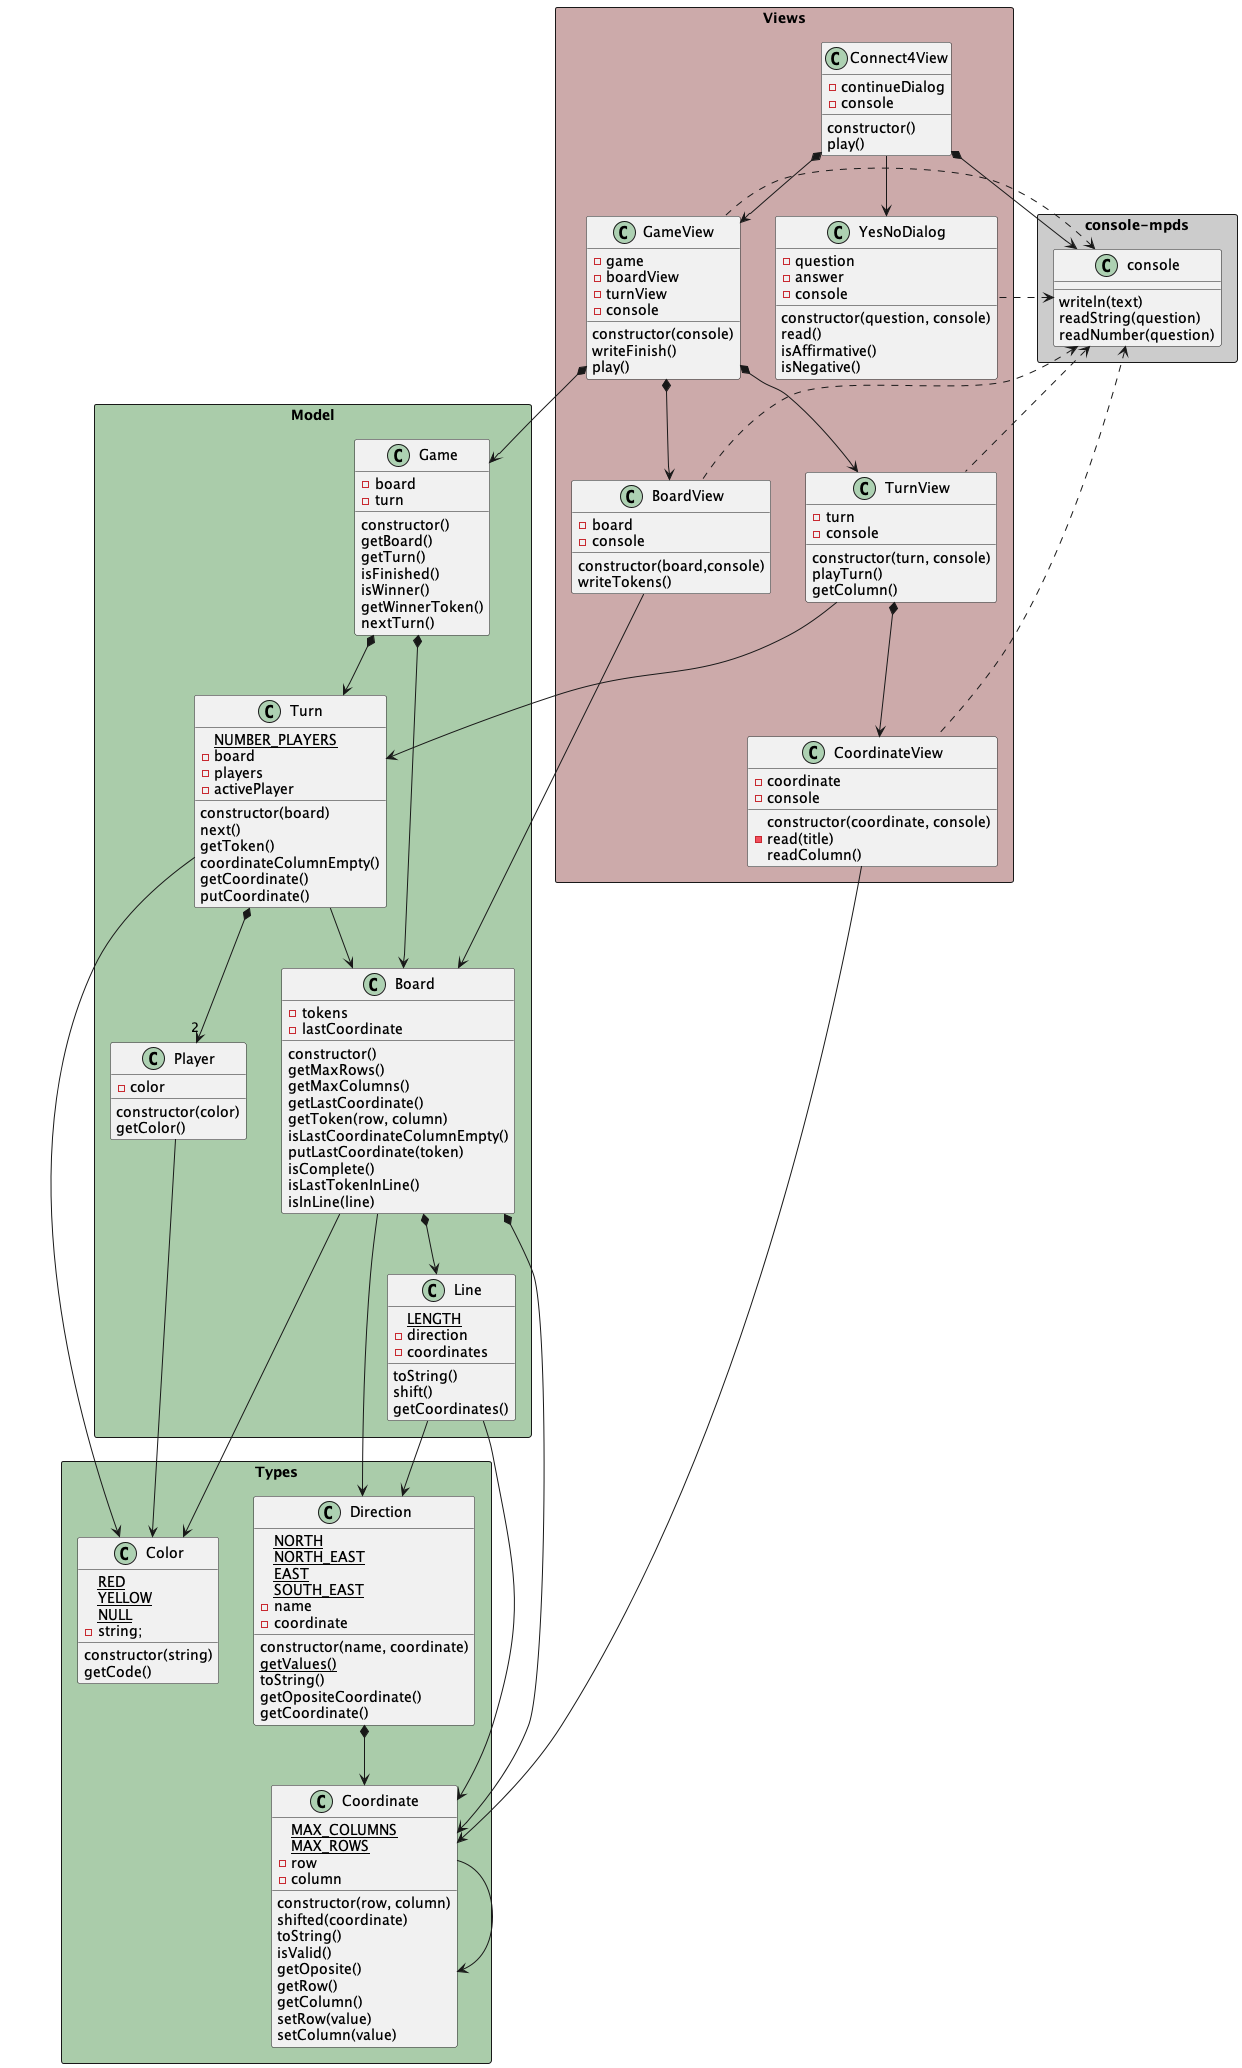 Views
C Connect4View
continueDialog
console
constructor()
play()
C GameView
game
boardView
turnView
console
constructor(console)
writeFinish()
play()
C YesNoDialog
question
answer
console
constructor(question, console)
read()
isAffirmative()
isNegative()
console-mpds
C console
writeln(text)
readString(question)
readNumber(question)
C BoardView
board
console
constructor(board,console)
writeTokens()
C TurnView
turn
console
constructor(turn, console)
playTurn()
getColumn()
C CoordinateView
coordinate
console
constructor(coordinate, console)
read(title)
readColumn()
Model
C Game
board
turn
constructor()
getBoard()
getTurn()
isFinished()
isWinner()
getWinnerToken()
nextTurn()
C Turn
NUMBER_PLAYERS
board
players
activePlayer
constructor(board)
next()
getToken()
coordinateColumnEmpty()
getCoordinate()
putCoordinate()
2
C Player
color
constructor(color)
getColor()
C Board
tokens
lastCoordinate
constructor()
getMaxRows()
getMaxColumns()
getLastCoordinate()
getToken(row, column)
isLastCoordinateColumnEmpty()
putLastCoordinate(token)
isComplete()
isLastTokenInLine()
isInLine(line)
C Line
LENGTH
direction
coordinates
toString()
shift()
getCoordinates()
Types
C Color
RED
YELLOW
NULL
string;
constructor(string)
getCode()
C Direction
NORTH
NORTH_EAST
EAST
SOUTH_EAST
name
coordinate
constructor(name, coordinate)
getValues()
toString()
getOpositeCoordinate()
getCoordinate()
C Coordinate
MAX_COLUMNS
MAX_ROWS
row
column
constructor(row, column)
shifted(coordinate)
toString()
isValid()
getOposite()
getRow()
getColumn()
setRow(value)
setColumn(value)